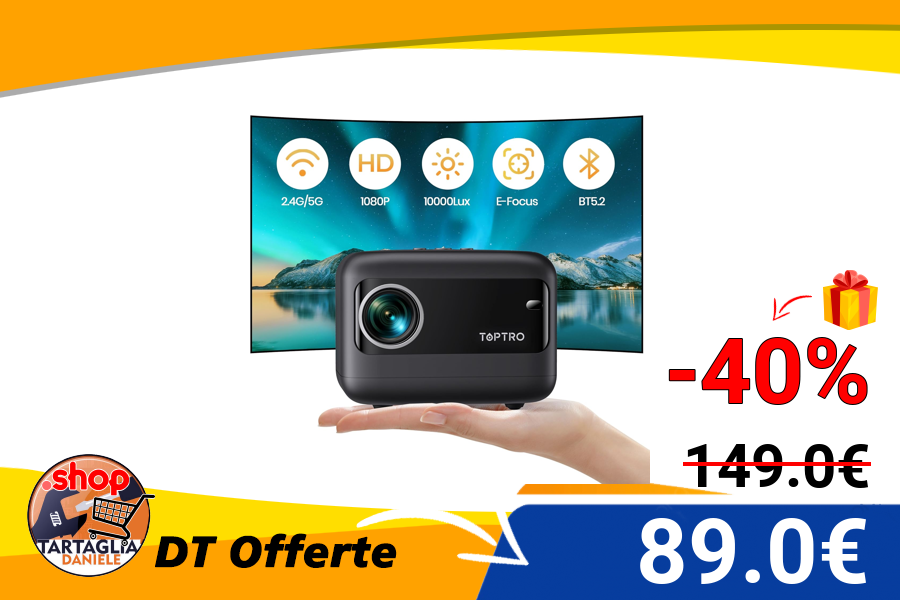 2.4G/5G
HD
1080P
10000Lux
E-Focus
BT5.2
TOPTRO
-40%
149.0€
89.0€
.shop
TARTAGLIA
DANIELE
DT Offerte